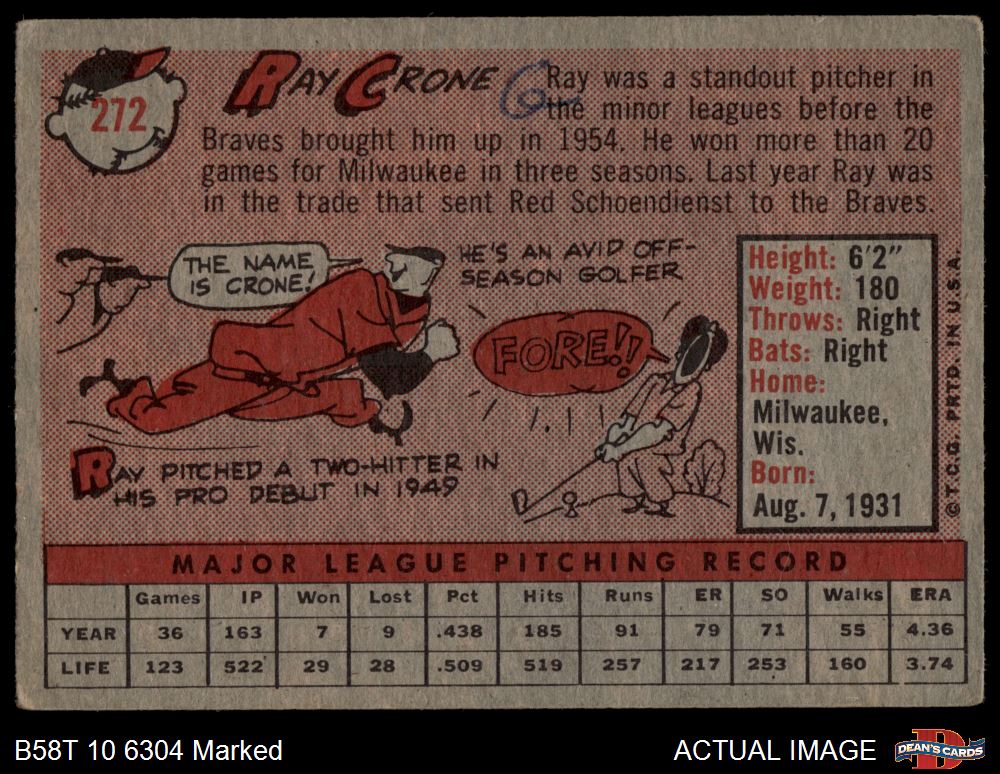 272
RAY CRONE
6
Ray was a standout pitcher in
the minor leagues before the
Braves brought him up in 1954. He won more than 20
games for Milwaukee in three seasons. Last year Ray was
in the trade that sent Red Schoendienst to the Braves.
THE NAME
IS CRONE!
HE'S AN AVID OFF-
SEASON GOLFER
FORE!!
RAY PITCHED A TWO-HITTER IN
HIS PRO DEBUT IN 1949
Height: 6'2"
Weight: 180
Throws: Right
Bats: Right
Home:
Milwaukee,
Wis.
Born:
Aug. 7, 1931
© T.C.G. PRTD. IN U.S.A.
MAJOR LEAGUE PITCHING RECORD
Games IP Won Lost Pct Hits Runs ER SO Walks ERA
YEAR 36 163 7 9 .438 185 91 79 71 55 4.36
LIFE 123 522 29 28 .509 519 257 217 253 160 3.74
B58T 10 6304 Marked
ACTUAL IMAGE
D
DEAN'S CARDS